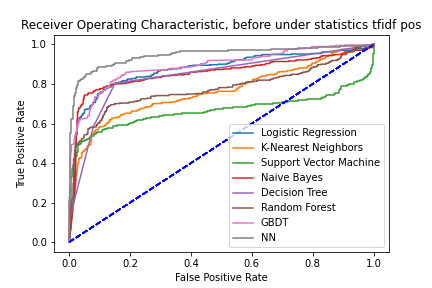 Receiver Operating Characteristic, before under statistics tfidf pos
1.0
0.8
0.6
0.4
0.2
0.0
True Positive Rate
Logistic Regression
K-Nearest Neighbors
Support Vector Machine
Naive Bayes
Decision Tree
Random Forest
GBDT
NN
0.0 0.2 0.4 0.6 0.8 1.0
False Positive Rate